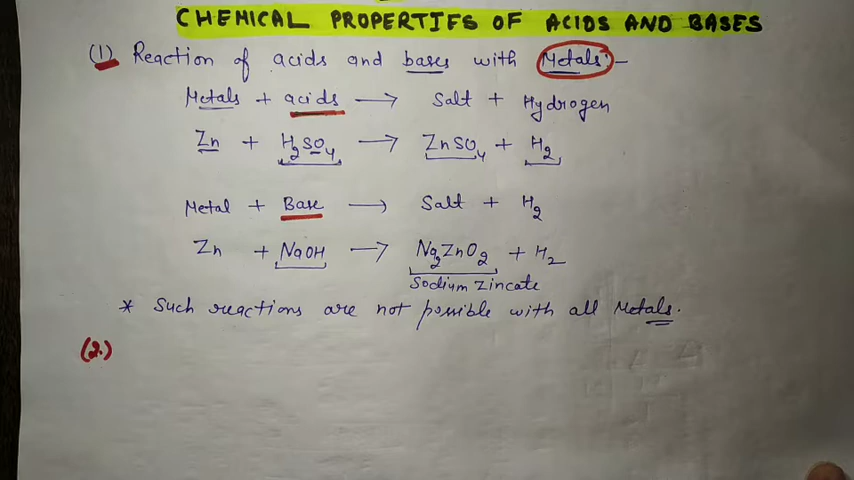 CHEMICAL PROPERTIES OF ACIDS AND BASES
(1) Reaction of acids and bases with Metals:-
Metals + acids → Salt + Hydrogen
Zn + H₂SO₄ → ZnSO₄ + H₂
Metal + Base → Salt + H₂
Zn + NaOH → Na₂ZnO₂ + H₂
Sodium Zincate
* Such reactions are not possible with all Metals.
(2.)